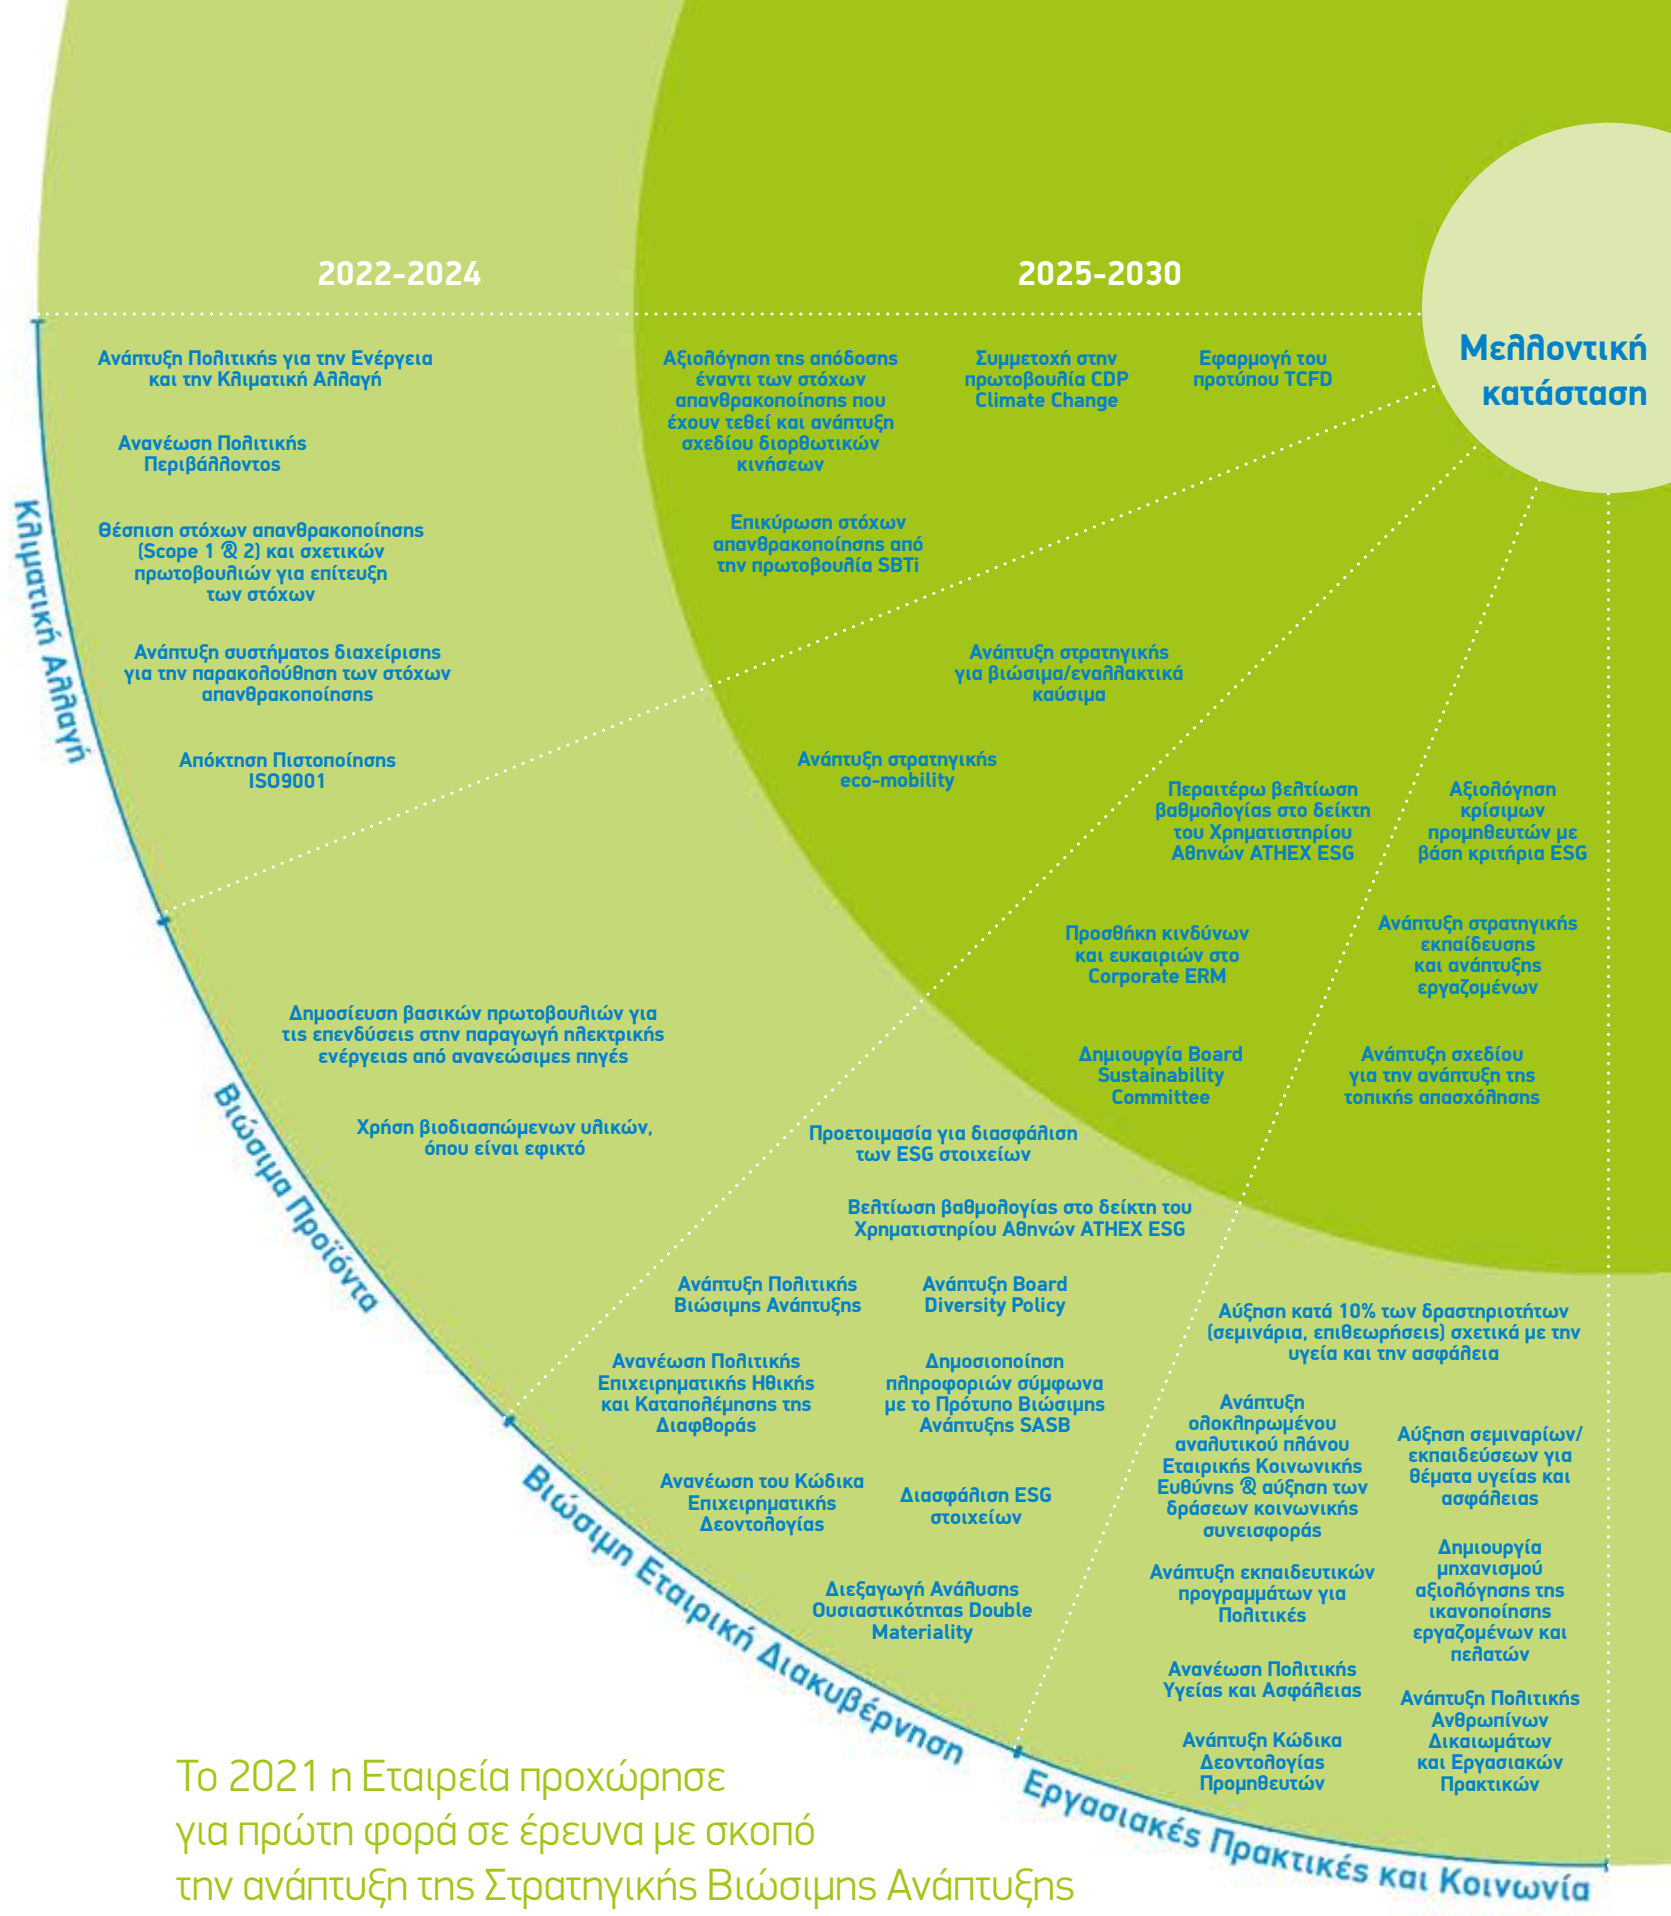 2022-2024
2025-2030
Μελλοντική
κατάσταση
Κλιματική Αλλαγή
Ανάπτυξη Πολιτικής για την Ενέργεια
και την Κλιματική Αλλαγή
Ανανέωση Πολιτικής
Περιβάλλοντος
Θέσπιση στόχων απανθρακοποίησης
(Scope 1 & 2) και σχετικών
πρωτοβουλιών για επίτευξη
των στόχων
Ανάπτυξη συστήματος διαχείρισης
για την παρακολούθηση των στόχων
απανθρακοποίησης
Απόκτηση Πιστοποίησης
ISO9001
Αξιολόγηση της απόδοσης
έναντι των στόχων
απανθρακοποίησης που
έχουν τεθεί και ανάπτυξη
σχεδίου διορθωτικών
κινήσεων
Συμμετοχή στην
πρωτοβουλία CDP
Climate Change
Εφαρμογή του
προτύπου TCFD
Επικύρωση στόχων
απανθρακοποίησης από
την πρωτοβουλία SBTi
Βιώσιμα Προϊόντα
Ανάπτυξη στρατηγικής
για βιώσιμα/εναλλακτικά
καύσιμα
Ανάπτυξη στρατηγικής
eco-mobility
Δημοσίευση βασικών πρωτοβουλιών για
τις επενδύσεις στην παραγωγή ηλεκτρικής
ενέργειας από ανανεώσιμες πηγές
Χρήση βιοδιασπώμενων υλικών,
όπου είναι εφικτό
Βιώσιμη Εταιρική Διακυβέρνηση
Περαιτέρω βελτίωση
βαθμολογίας στο δείκτη
του Χρηματιστηρίου
Αθηνών ATHEX ESG
Προσθήκη κινδύνων
και ευκαιριών στο
Corporate ERM
Δημιουργία Board
Sustainability
Committee
Προετοιμασία για διασφάλιση
των ESG στοιχείων
Βελτίωση βαθμολογίας στο δείκτη του
Χρηματιστηρίου Αθηνών ATHEX ESG
Ανάπτυξη Πολιτικής
Βιώσιμης Ανάπτυξης
Ανάπτυξη Board
Diversity Policy
Ανανέωση Πολιτικής
Επιχειρηματικής Ηθικής
και Καταπολέμησης της
Διαφθοράς
Δημοσιοποίηση
πληροφοριών σύμφωνα
με το Πρότυπο Βιώσιμης
Ανάπτυξης SASB
Ανανέωση του Κώδικα
Επιχειρηματικής
Δεοντολογίας
Διασφάλιση ESG
στοιχείων
Διεξαγωγή Ανάλυσης
Ουσιαστικότητας Double
Materiality
Εργασιακές Πρακτικές και Κοινωνία
Αξιολόγηση
κρίσιμων
προμηθευτών με
βάση κριτήρια ESG
Ανάπτυξη στρατηγικής
εκπαίδευσης
και ανάπτυξης
εργαζομένων
Ανάπτυξη σχεδίου
για την ανάπτυξη της
τοπικής απασχόλησης
Αύξηση κατά 10% των δραστηριοτήτων
(σεμινάρια, επιθεωρήσεις) σχετικά με την
υγεία και την ασφάλεια
Ανάπτυξη
ολοκληρωμένου
αναλυτικού πλάνου
Εταιρικής Κοινωνικής
Ευθύνης & αύξηση των
δράσεων κοινωνικής
συνεισφοράς
Αύξηση σεμιναρίων/
εκπαιδεύσεων για
θέματα υγείας και
ασφάλειας
Ανάπτυξη εκπαιδευτικών
προγραμμάτων για
Πολιτικές
Δημιουργία
μηχανισμού
αξιολόγησης της
ικανοποίησης
εργαζομένων και
πελατών
Ανανέωση Πολιτικής
Υγείας και Ασφάλειας
Ανάπτυξη Κώδικα
Δεοντολογίας
Προμηθευτών
Ανάπτυξη Πολιτικής
Ανθρωπίνων
Δικαιωμάτων
και Εργασιακών
Πρακτικών
Το 2021 η Εταιρεία προχώρησε
για πρώτη φορά σε έρευνα με σκοπό
την ανάπτυξη της Στρατηγικής Βιώσιμης Ανάπτυξης